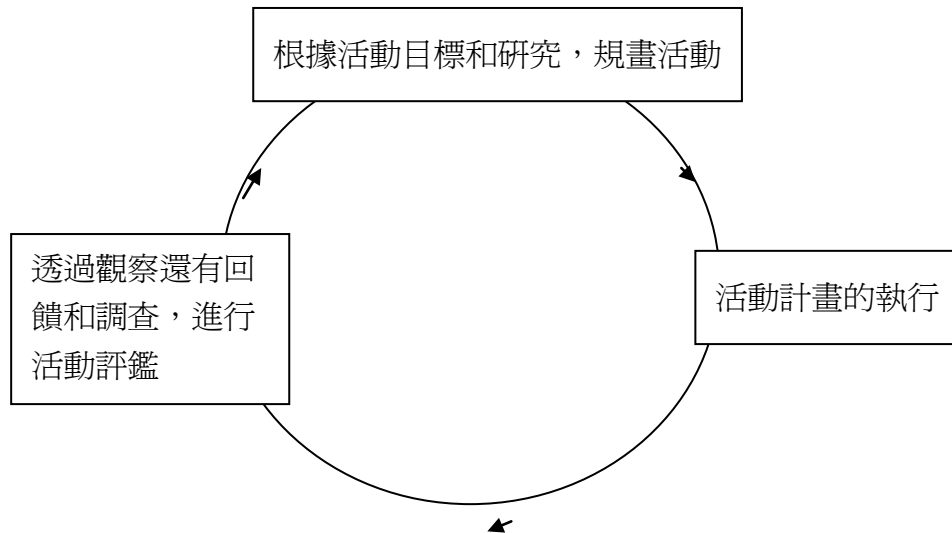 根據活動目標和研究，規畫活動
活動計畫的執行
透過觀察還有回
饋和調查，進行
活動評鑑